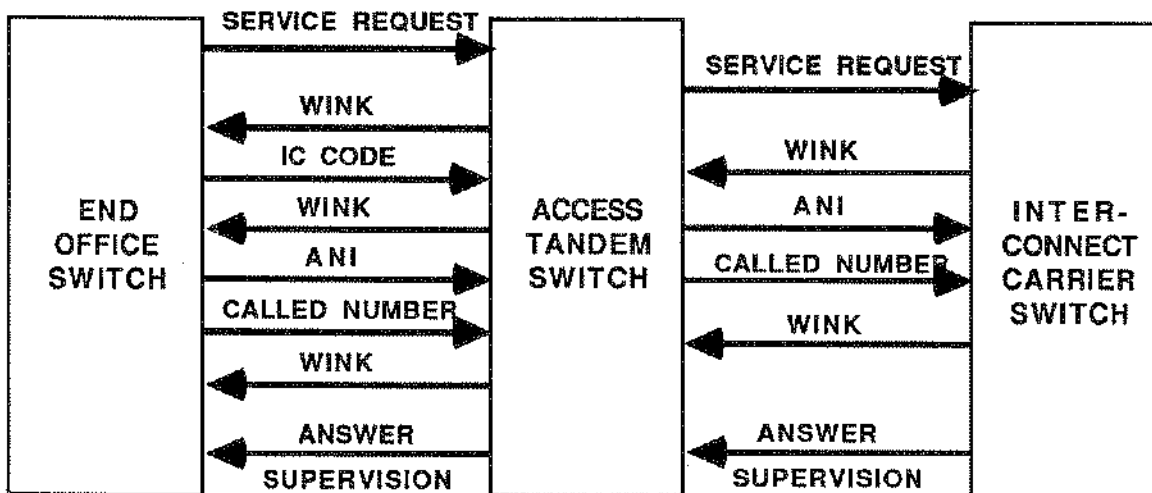 SERVICE REQUEST
WINK
IC CODE
WINK
ANI
CALLED NUMBER
WINK
ANSWER
SUPERVISION
END
OFFICE
SWITCH
ACCESS
TANDEM
SWITCH
SERVICE REQUEST
WINK
ANI
CALLED NUMBER
WINK
ANSWER
SUPERVISION
INTER-
CONNECT
CARRIER
SWITCH